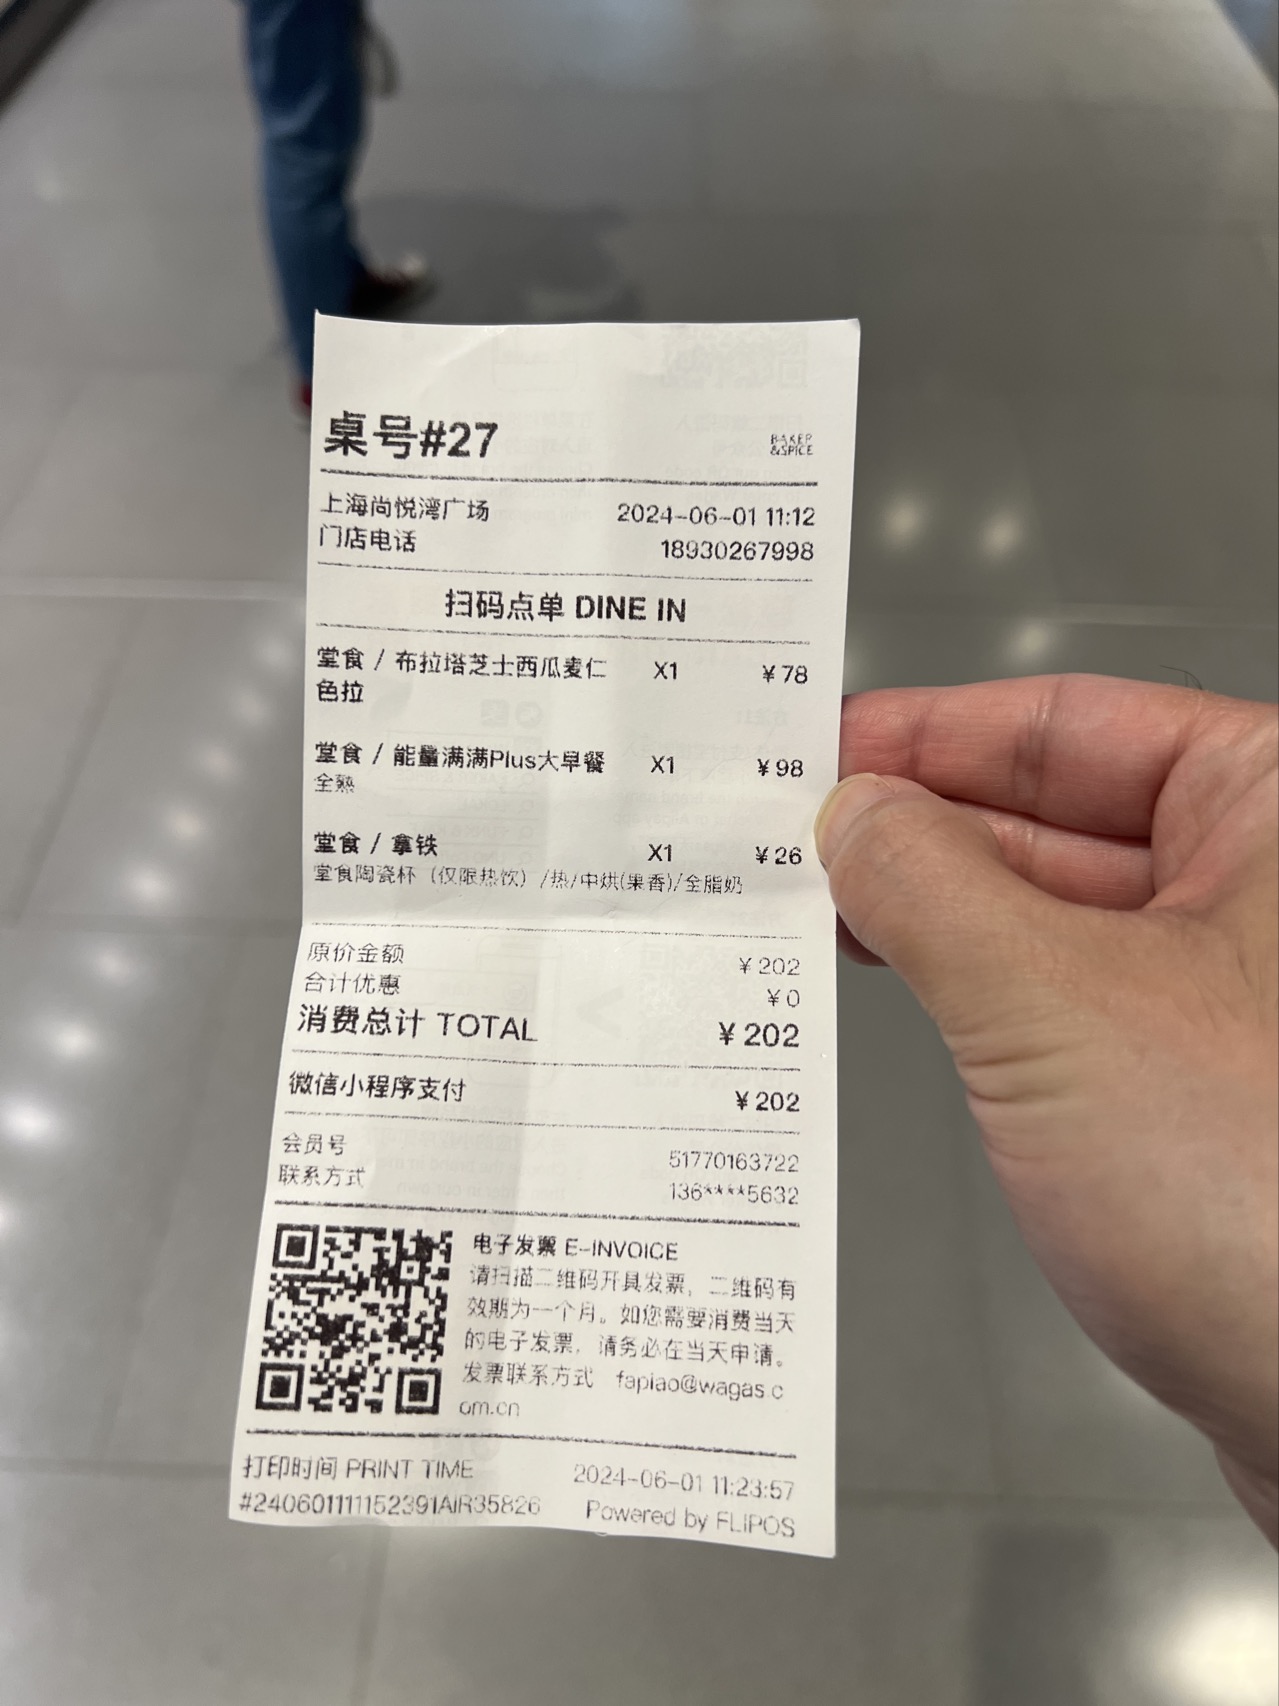 桌号#27
BAKER
&SPICE
上海尚悦湾广场 2024-06-01 11:12
门店电话 18930267998
扫码点单 DINE IN
堂食 / 布拉塔芝士西瓜麦仁 X1 ¥78
色拉
堂食 / 能量满满Plus大早餐 X1 ¥98
全熟
堂食 / 拿铁 X1 ¥26
堂食陶瓷杯（仅限热饮）/热/中烘(果香)/全脂奶
原价金额 ¥202
合计优惠 ¥0
消费总计 TOTAL ¥202
微信小程序支付 ¥202
会员号 51770163722
联系方式 136****5632
电子发票 E-INVOICE
请扫描二维码开具发票，二维码有
效期为一个月。如您需要消费当天
的电子发票，请务必在当天申请。
发票联系方式 fapiao@wagas.c
om.cn
打印时间 PRINT TIME 2024-06-01 11:23:57
#240601111152391AIR35826 Powered by FLIPOS